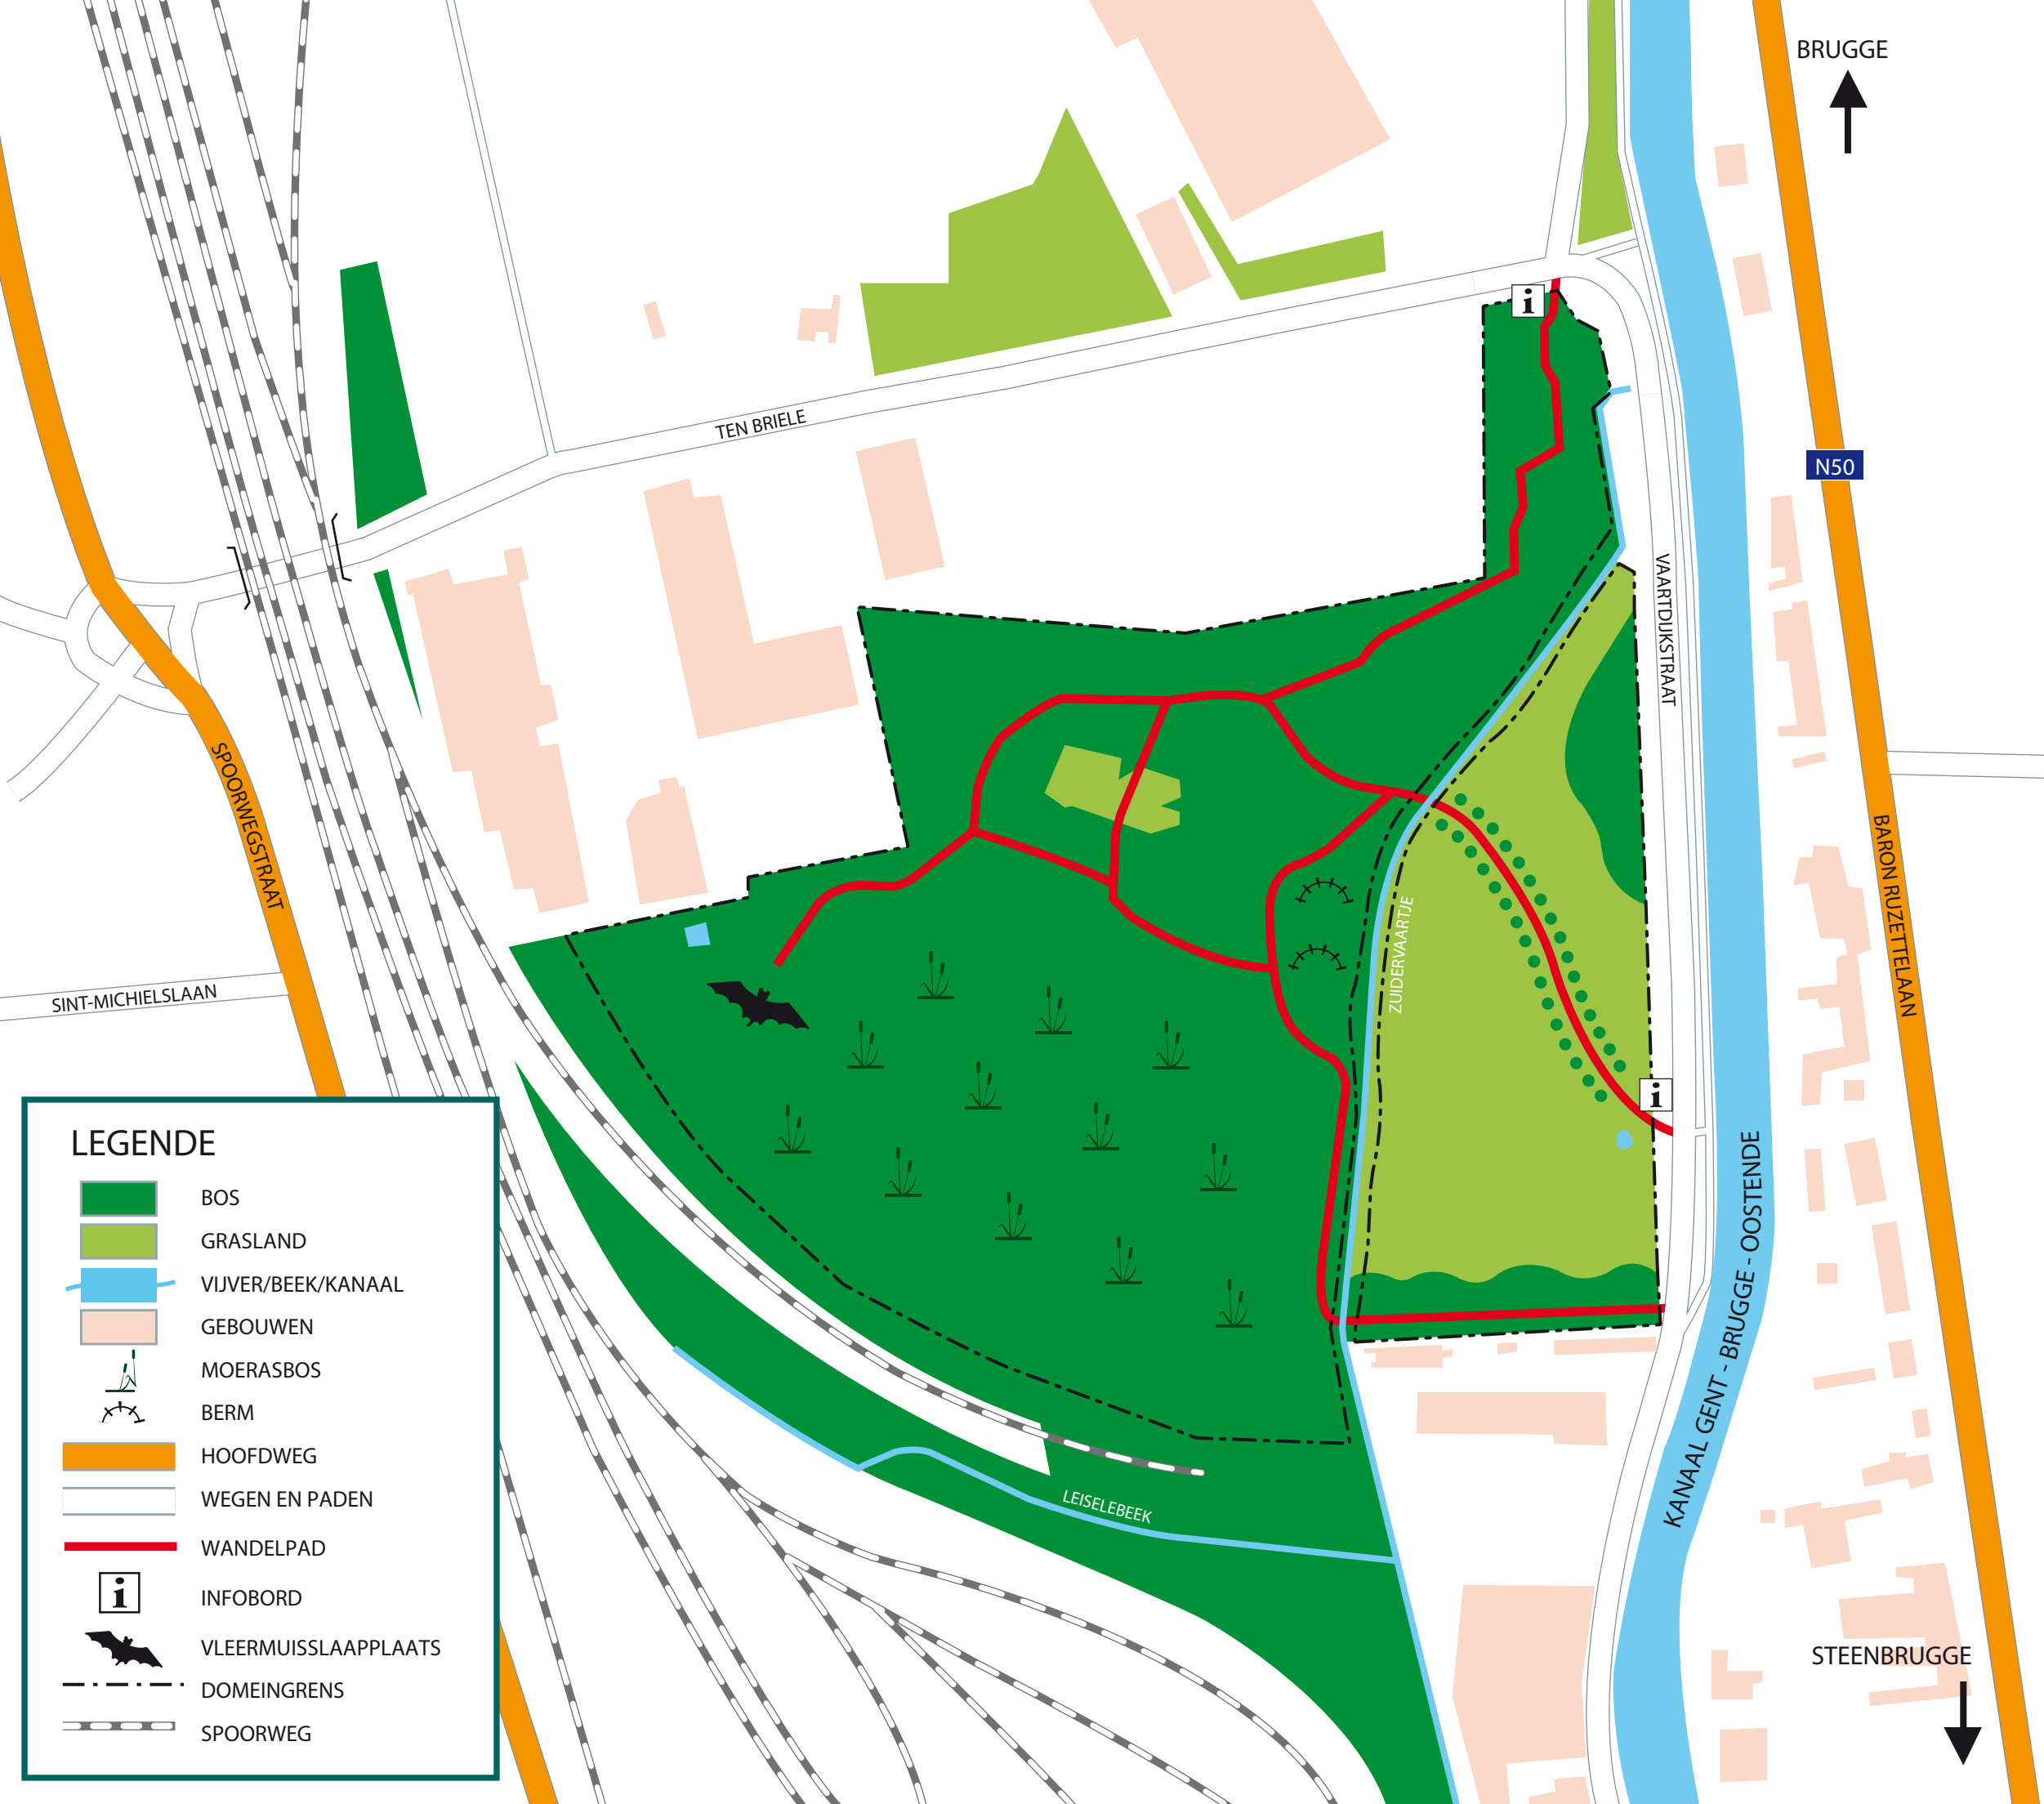 BRUGGE
TEN BRIELE
N50
VAARTDIJKSTRAAT
SPOORWEGSTRAAT
BARON RUZETTELAAN
ZUIDERVAARTJE
SINT-MICHIELSLAAN
i
i
KANAAL GENT - BRUGGE - OOSTENDE
LEISELEBEEK
STEENBRUGGE
LEGENDE
BOS
GRASLAND
VIJVER/BEEK/KANAAL
GEBOUWEN
MOERASBOS
BERM
HOOFDWEG
WEGEN EN PADEN
WANDELPAD
i INFOBORD
VLEERMUISSLAAPPLAATS
DOMEINGRENS
SPOORWEG